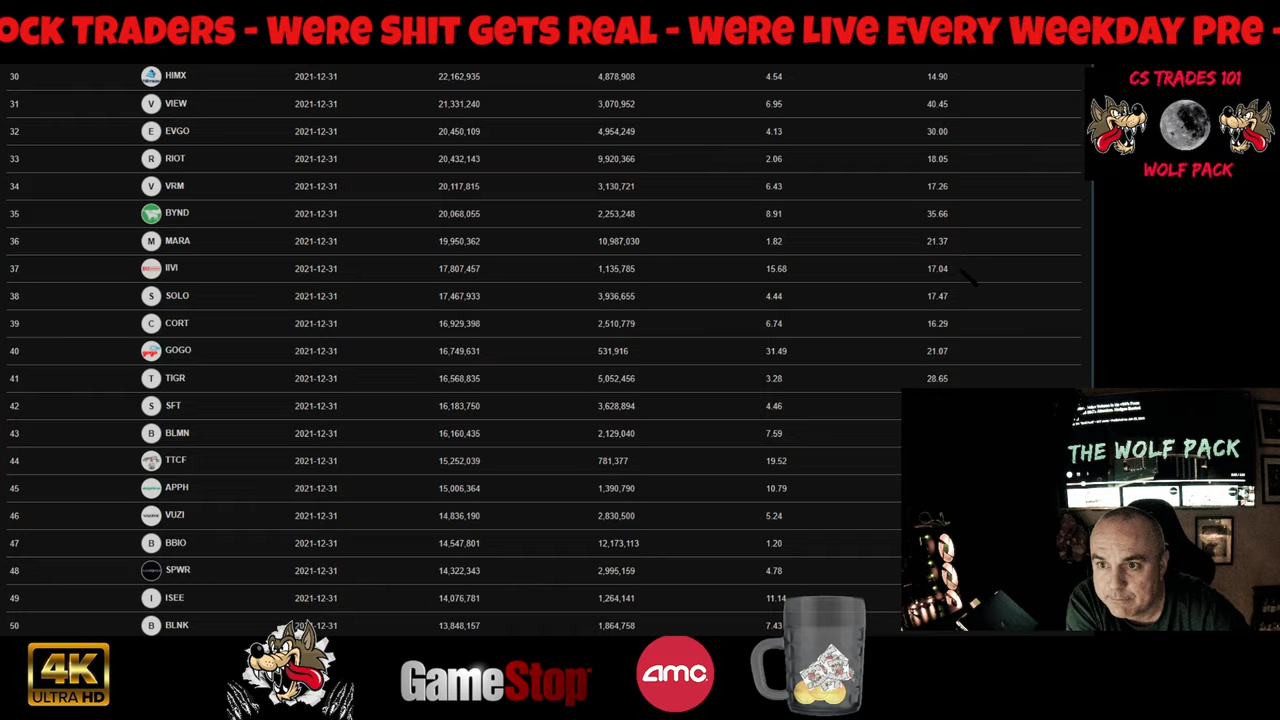 OCK TRADERS - WERE SHIT GETS REAL - WERE LIVE EVERY WEEKDAY PRE -
30 HIMX 2021-12-31 22,162,935 4,878,908 4.54 14.90
31 V VIEW 2021-12-31 21,331,240 3,070,952 6.95 40.45
32 E EVGO 2021-12-31 20,450,109 4,954,249 4.13 30.00
33 R RIOT 2021-12-31 20,432,143 9,920,366 2.06 18.05
34 V VRM 2021-12-31 20,117,815 3,130,721 6.43 17.26
35 BYND 2021-12-31 20,068,055 2,253,248 8.91 35.66
36 M MARA 2021-12-31 19,950,362 10,987,030 1.82 21.37
37 IIVI 2021-12-31 17,807,457 1,135,785 15.68 17.04
38 S SOLO 2021-12-31 17,467,933 3,936,655 4.44 17.47
39 C CORT 2021-12-31 16,929,398 2,510,779 6.74 16.29
40 GOGO 2021-12-31 16,749,631 531,916 31.49 21.07
41 T TIGR 2021-12-31 16,568,835 5,052,456 3.28 28.65
42 S SFT 2021-12-31 16,183,750 3,628,894 4.46
43 B BLMN 2021-12-31 16,160,435 2,129,040 7.59
44 TTCF 2021-12-31 15,252,039 781,377 19.52
45 APPH 2021-12-31 15,006,364 1,390,790 10.79
46 VUZI 2021-12-31 14,836,190 2,830,500 5.24
47 B BBIO 2021-12-31 14,547,801 12,173,113 1.20
48 SPWR 2021-12-31 14,322,343 2,995,159 4.78
49 I ISEE 2021-12-31 14,076,781 1,264,141 11.14
50 B BLNK 12-31 13,848,157 1,864,758 7.43
CS TRADES 101
WOLF PACK
THE WOLF PACK
4K
ULTRA HD
GameStop
amc